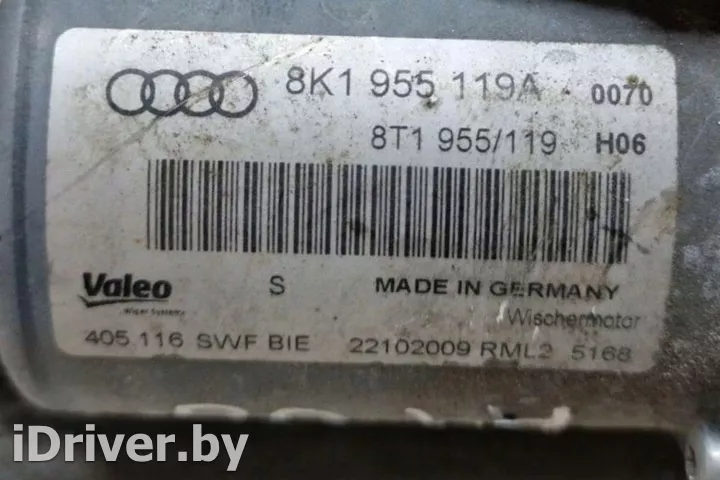 8K1 955 119A 0070
8T1 955/119 H06
Valeo S MADE IN GERMANY
Wiper Systems Wischermotor
405.116 SWF BIE 22102009 RML2 5168
iDriver.by